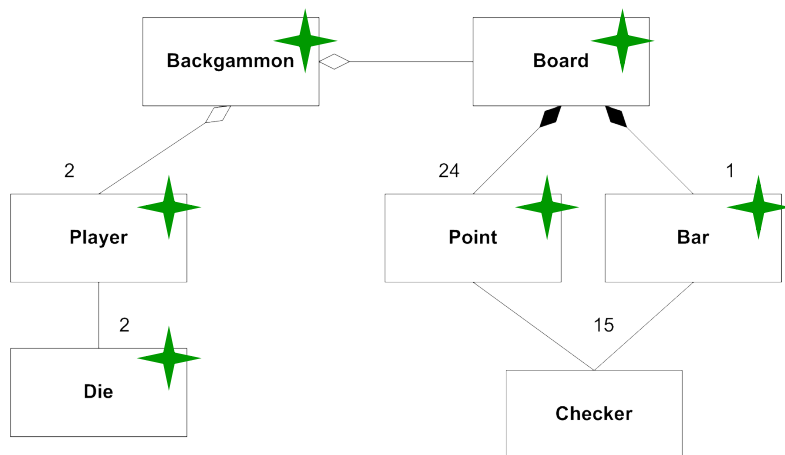 Backgammon
Board
2
24
1
Player
Point
Bar
2
15
Die
Checker